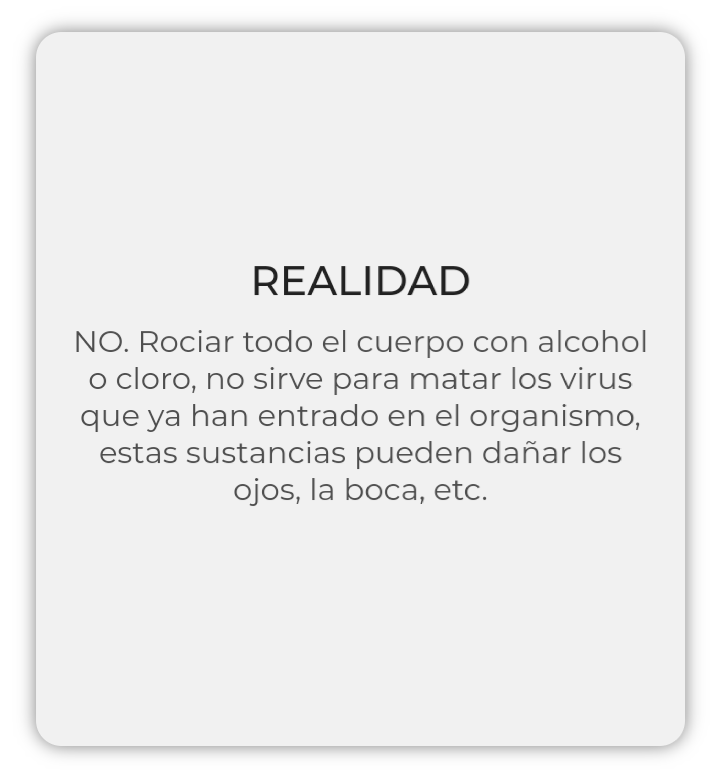 REALIDAD
NO. Rociar todo el cuerpo con alcohol
o cloro, no sirve para matar los virus
que ya han entrado en el organismo,
estas sustancias pueden dañar los
ojos, la boca, etc.